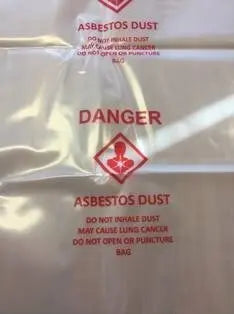 ASBESTOS DUST
DO NOT INHALE DUST
MAY CAUSE LUNG CANCER
DO NOT OPEN OR PUNCTURE
BAG
DANGER
ASBESTOS DUST
DO NOT INHALE DUST
MAY CAUSE LUNG CANCER
DO NOT OPEN OR PUNCTURE
BAG